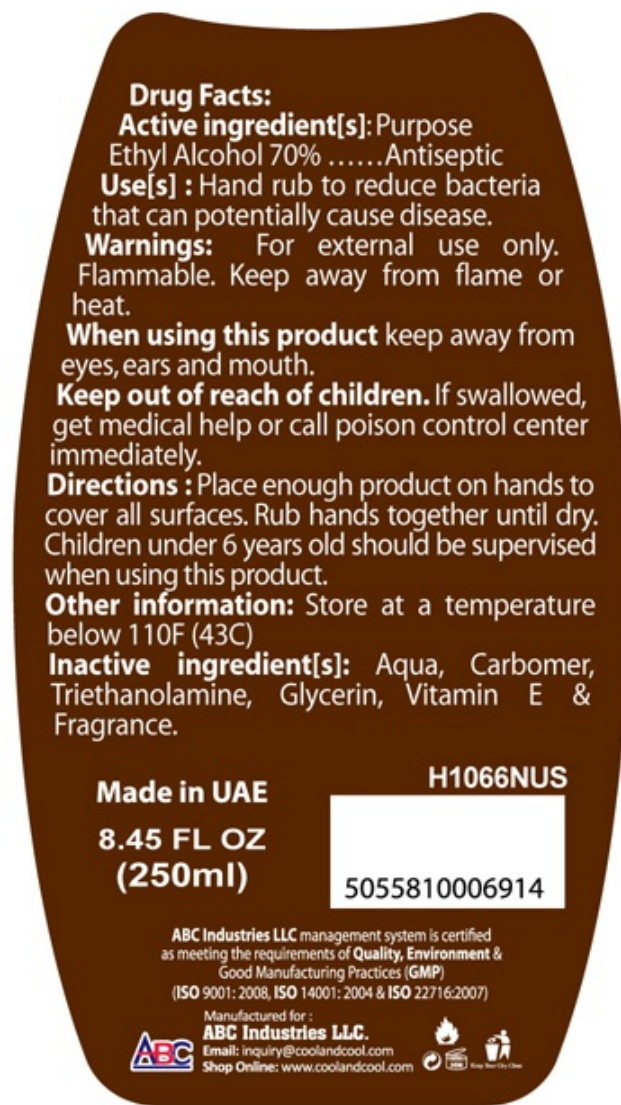 Drug Facts:
Active ingredient[s]: Purpose
Ethyl Alcohol 70% ......Antiseptic
Use[s] : Hand rub to reduce bacteria
that can potentially cause disease.
Warnings: For external use only.
Flammable. Keep away from flame or
heat.
When using this product keep away from
eyes, ears and mouth.
Keep out of reach of children. If swallowed,
get medical help or call poison control center
immediately.
Directions : Place enough product on hands to
cover all surfaces. Rub hands together until dry.
Children under 6 years old should be supervised
when using this product.
Other information: Store at a temperature
below 110F (43C)
Inactive ingredient[s]: Aqua, Carbomer,
Triethanolamine, Glycerin, Vitamin E &
Fragrance.
H1066NUS
Made in UAE
8.45 FL OZ
(250ml)
5055810006914
ABC Industries LLC management system is certified
as meeting the requirements of Quality, Environment &
Good Manufacturing Practices (GMP)
(ISO 9001: 2008, ISO 14001: 2004 & ISO 22716:2007)
Manufactured for :
ABC Industries LLC.
ABC
Email: inquiry@coolandcool.com
Shop Online: www.coolandcool.com
Keep Your City Clean